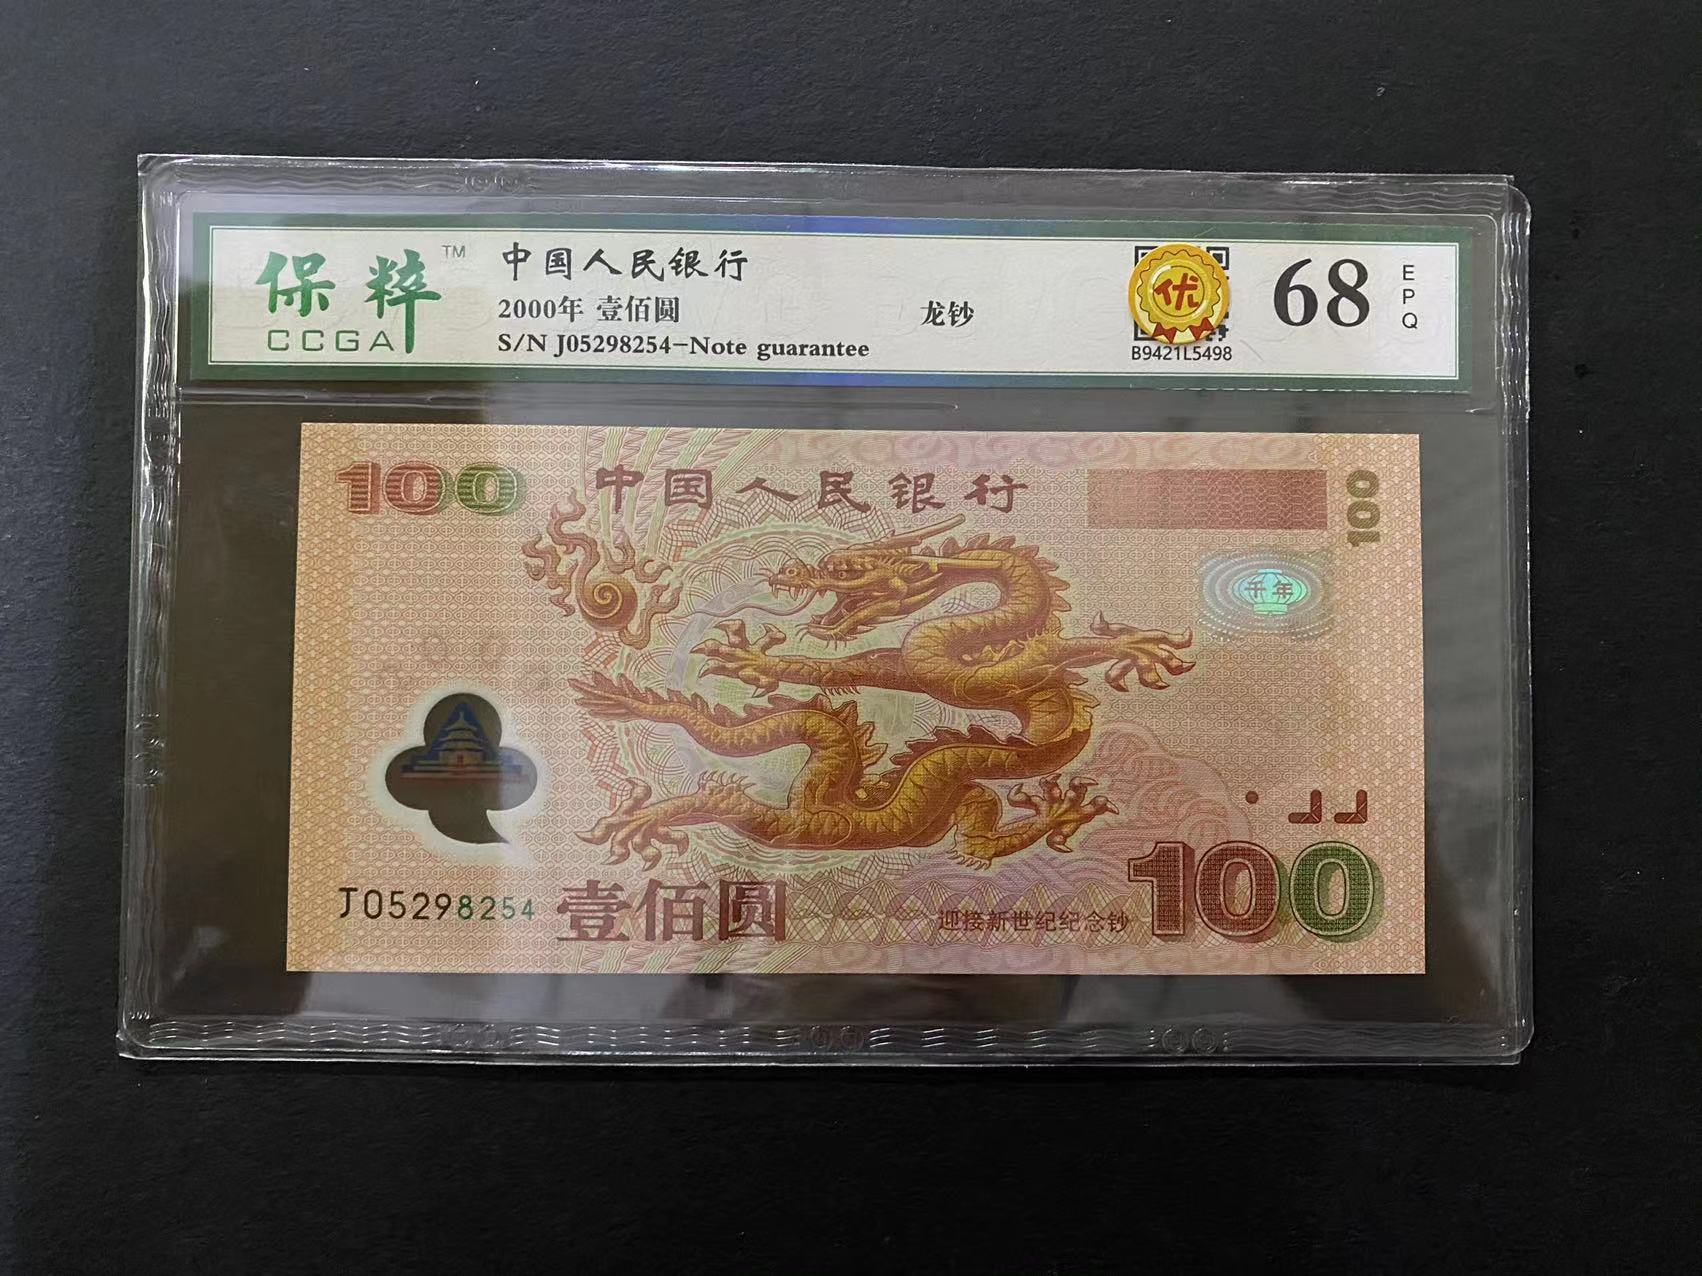 保粹™
CCGA
中国人民银行
2000年 壹佰圆
龙钞
S/N J05298254-Note guarantee
优
B9421L5498
68
EPQ
100
中国人民银行
100
千年
J05298254
壹佰圆
迎接新世纪纪念钞
100